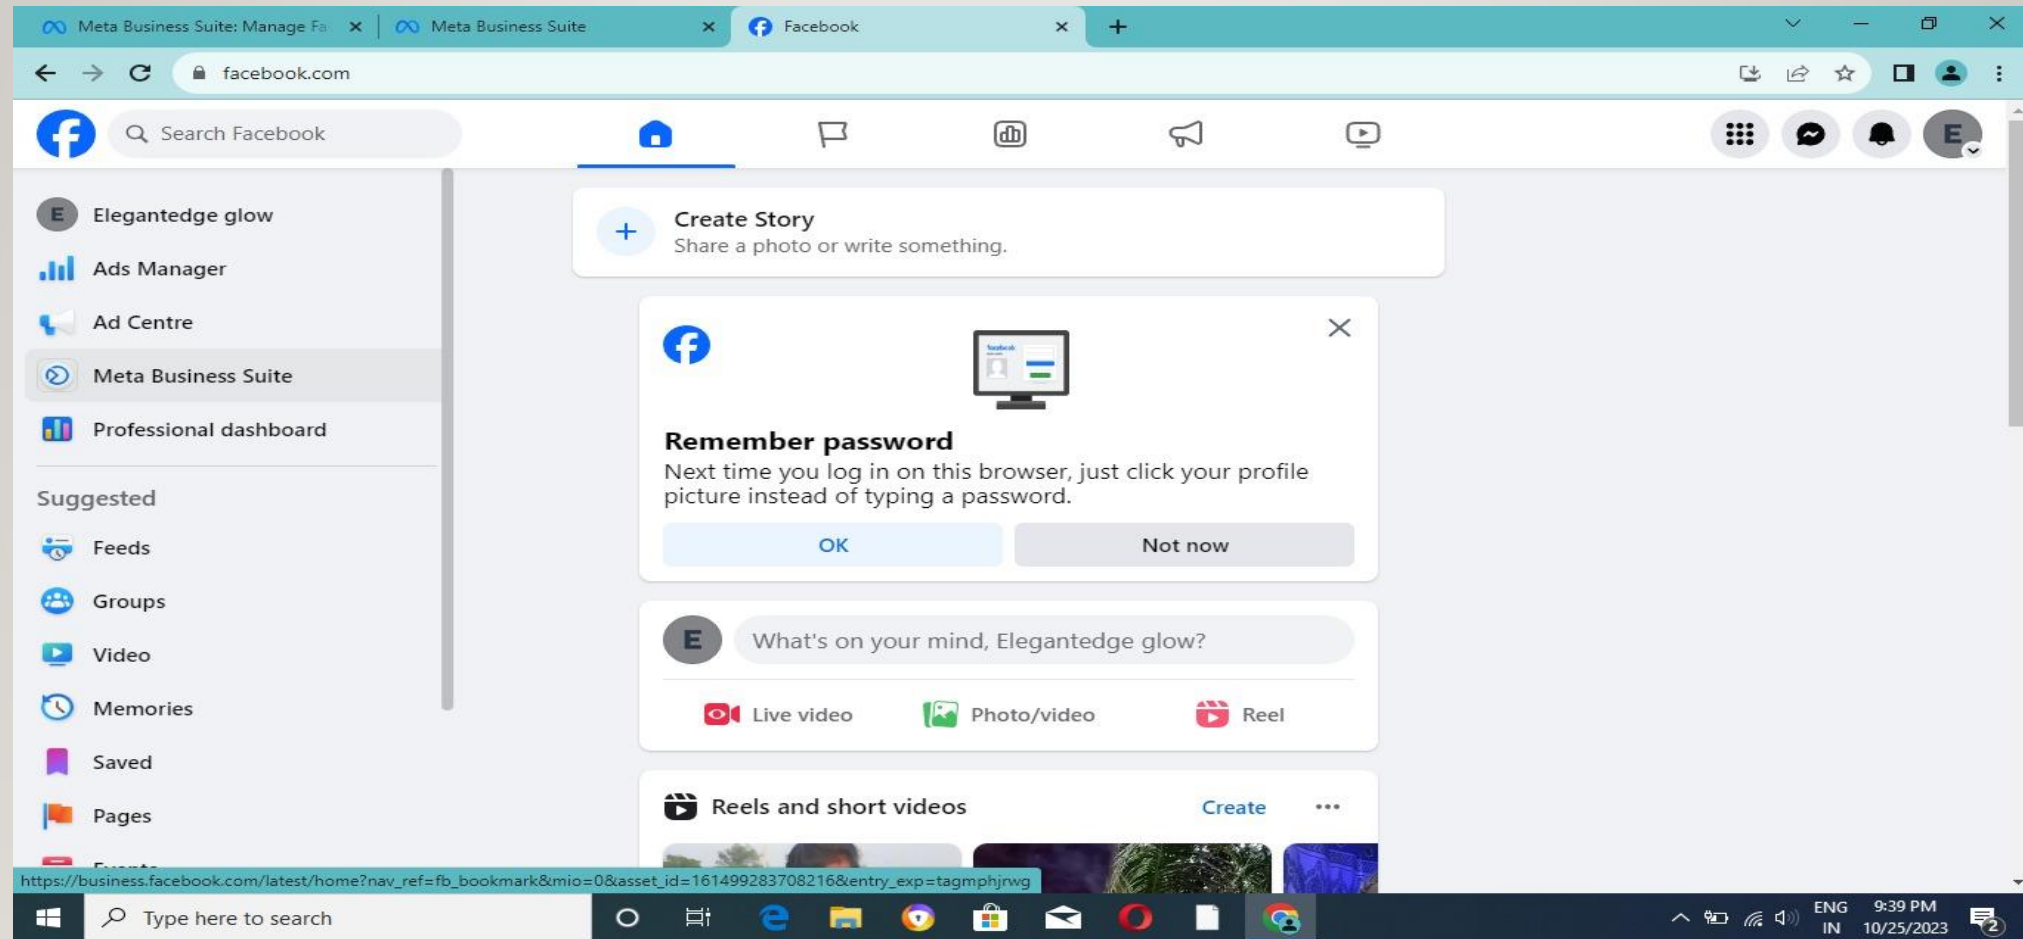 Meta Business Suite: Manage Fa
Meta Business Suite
Facebook
facebook.com
Search Facebook
E
E Elegantedge glow
Ads Manager
Ad Centre
Meta Business Suite
Professional dashboard
Suggested
Feeds
Groups
Video
Memories
Saved
Pages
Events
Create Story
Share a photo or write something.
facebook
Remember password
Next time you log in on this browser, just click your profile
picture instead of typing a password.
OK
Not now
E What's on your mind, Elegantedge glow?
Live video
Photo/video
Reel
Reels and short videos
Create
https://business.facebook.com/latest/home?nav_ref=fb_bookmark&mio=0&asset_id=161499283708216&entry_exp=tagmphjrwg
Type here to search
ENG
IN
9:39 PM
10/25/2023
2